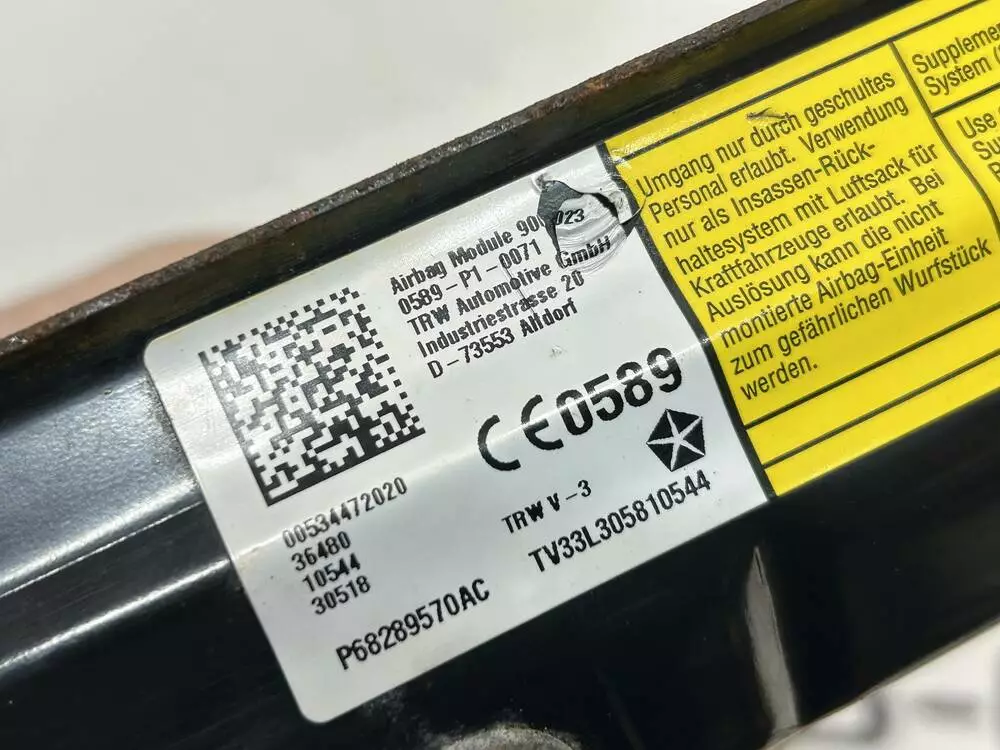 Airbag Module
0589-P1-0071
TRW Automotive GmbH
Industriestrasse 20
D-73553 Alfdorf
CE0589
00534472020
36480
10544
30518
TRW V-3
P68289570AC
TV33L305810544
Umgang nur durch geschultes
Personal erlaubt. Verwendung
nur als Insassen-Rück-
haltesystem mit Luftsack für
Kraftfahrzeuge erlaubt. Bei
Auslösung kann die nicht
montierte Airbag-Einheit
zum gefährlichen Wurfstück
werden.
System
Use